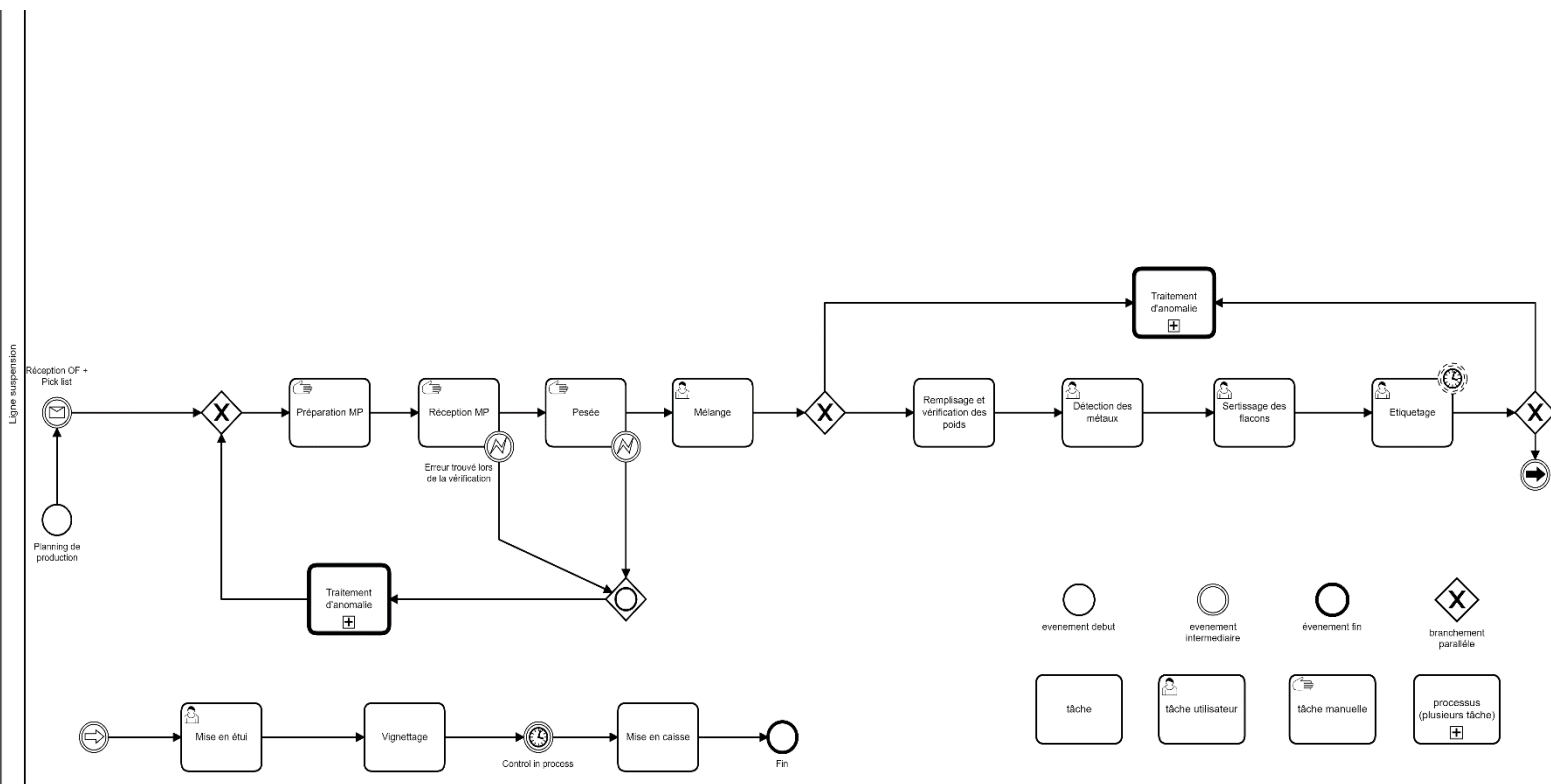 Ligne suspension
Réception OF +
Pick list
Planning de
production
X
Préparation MP
Réception MP
Erreur trouvé lors
de la vérification
Pesée
Mélange
X
Traitement
d'anomalie
Remplisage et
vérification des
poids
Détection des
métaux
Sertissage des
flacons
Etiquetage
X
Traitement
d'anomalie
evenement debut
evenement
intermediaire
évenement fin
X
branchement
paralléle
tâche
tâche utilisateur
tâche manuelle
processus
(plusieurs tâche)
Mise en étui
Vignettage
Control in process
Mise en caisse
Fin